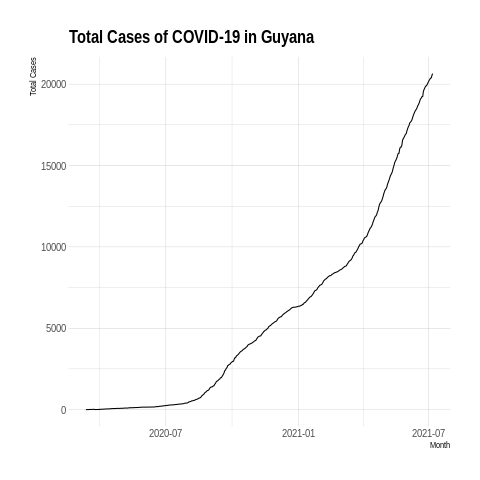 Total Cases of COVID-19 in Guyana
Total Cases
20000
15000
10000
5000
0
2020-07 2021-01 2021-07
Month